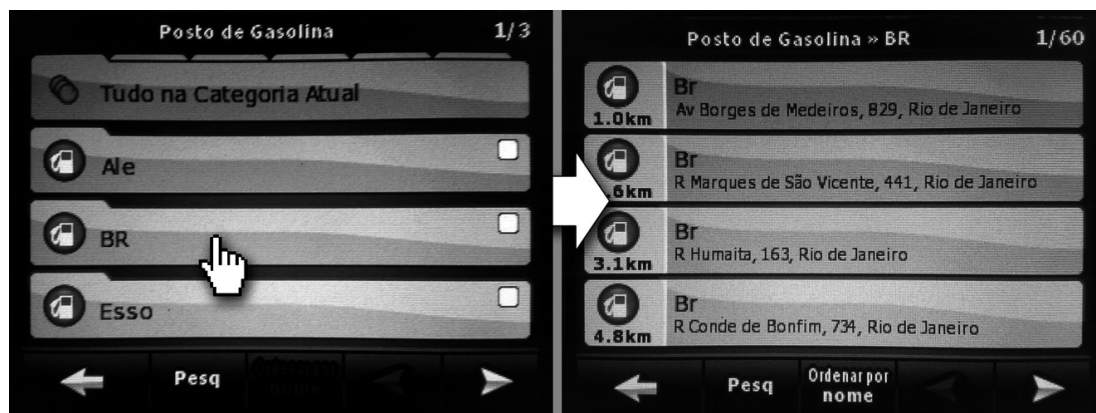 Posto de Gasolina 1/3
Tudo na Categoria Atual
Ale
BR
Esso
Pesq
Ordenar por
nome
Posto de Gasolina » BR 1/60
Br
Av Borges de Medeiros, 829, Rio de Janeiro
1.0km
Br
R Marques de São Vicente, 441, Rio de Janeiro
.6km
Br
R Humaita, 163, Rio de Janeiro
3.1km
Br
R Conde de Bonfim, 734, Rio de Janeiro
4.8km
Pesq
Ordenar por
nome